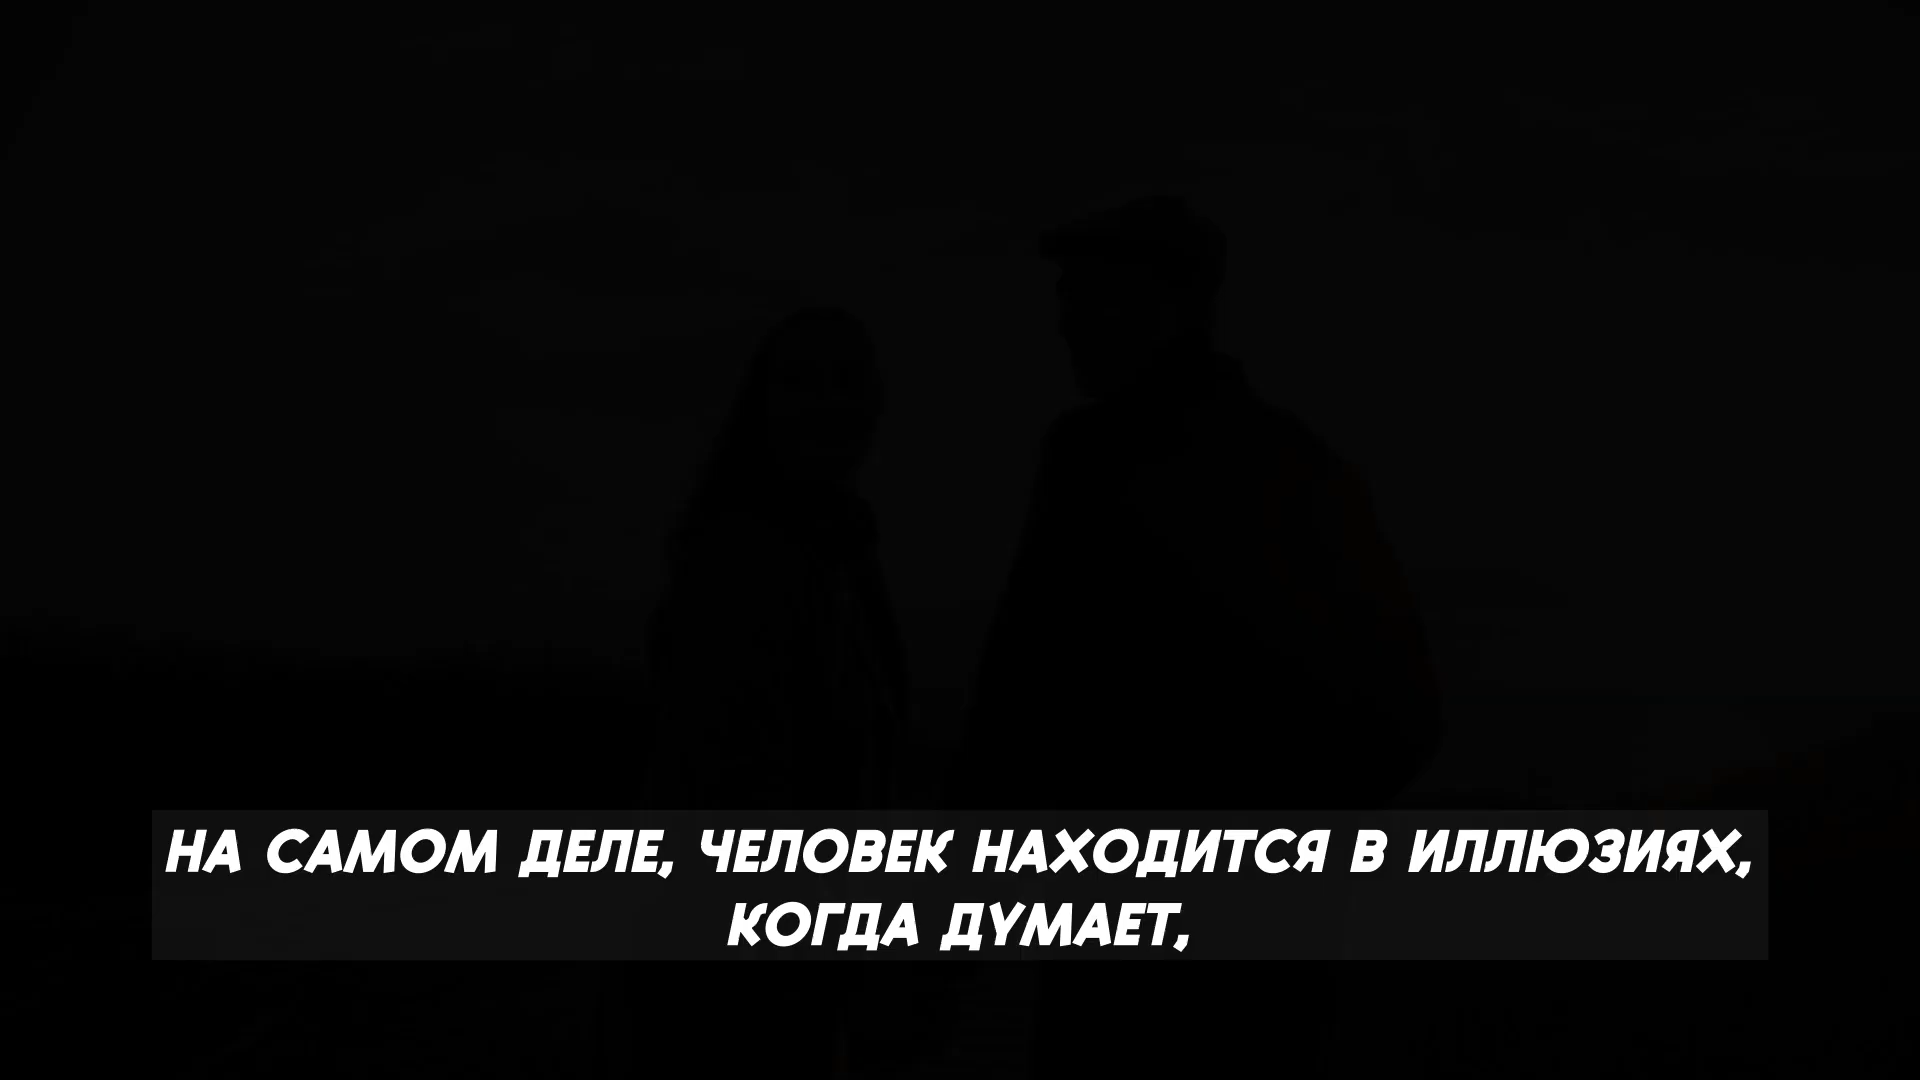 НА САМОМ ДЕЛЕ, ЧЕЛОВЕК НАХОДИТСЯ В ИЛЛЮЗИЯХ,
КОГДА ДУМАЕТ,